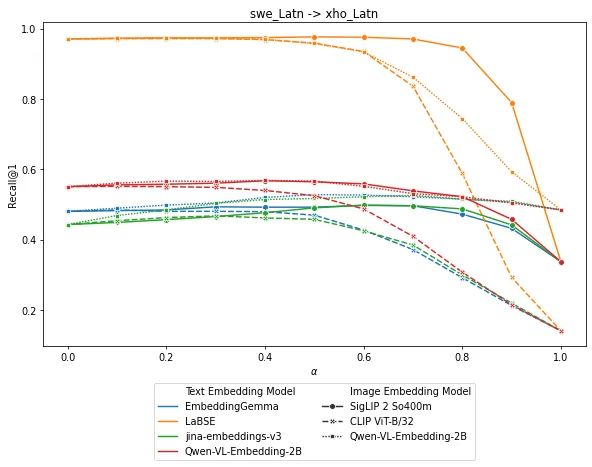 swe_Latn -> xho_Latn
Recall@1
1.0
0.8
0.6
0.4
0.2
0.0 0.2 0.4 0.6 0.8 1.0
α
Text Embedding Model Image Embedding Model
EmbeddingGemma SigLIP 2 So400m
LaBSE CLIP ViT-B/32
jina-embeddings-v3 Qwen-VL-Embedding-2B
Qwen-VL-Embedding-2B